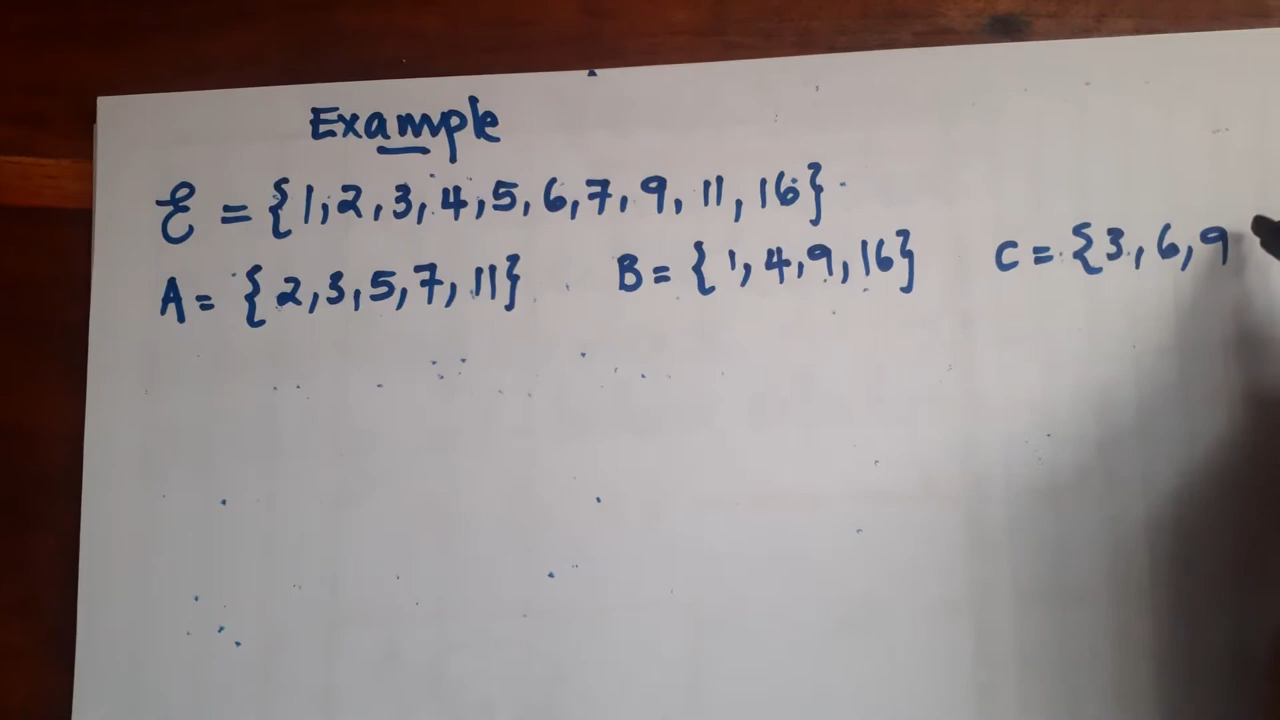 Example
ℰ = {1, 2, 3, 4, 5, 6, 7, 9, 11, 16}
A = {2, 3, 5, 7, 11} B = {1, 4, 9, 16} C = {3, 6, 9